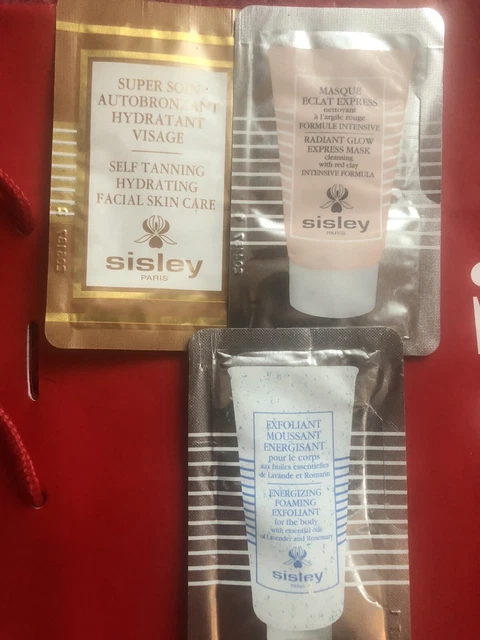 SUPER SOIN
AUTOBRONZANT
HYDRATANT
VISAGE
SELF TANNING
HYDRATING
FACIAL SKIN CARE
sisley
PARIS
MASQUE
ECLAT EXPRESS
nettoyant
à l'argile rouge
FORMULE INTENSIVE
RADIANT GLOW
EXPRESS MASK
cleansing
with red clay
INTENSIVE FORMULA
sisley
PARIS
EXFOLIANT
MOUSSANT
ENERGISANT
pour le corps
aux huiles essentielles
de Lavande et Romarin
ENERGIZING
FOAMING
EXFOLIANT
for the body
with essential oils
of Lavender and Rosemary
sisley
PARIS